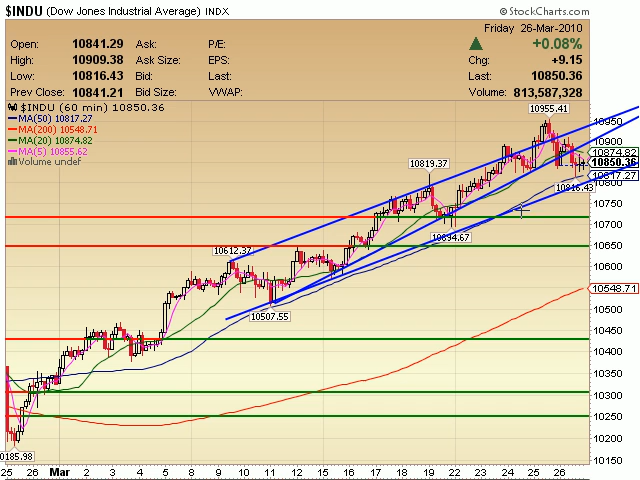 $INDU (Dow Jones Industrial Average) INDX
© StockCharts.com
Friday 26-Mar-2010
Open: 10841.29 Ask: P/E: +0.08%
High: 10909.38 Ask Size: EPS: Chg: +9.15
Low: 10816.43 Bid: Last: Last: 10850.36
Prev Close: 10841.21 Bid Size: VWAP: Volume: 813,587,328
$INDU (60 min) 10850.36
MA(50) 10817.27
MA(200) 10548.71
MA(20) 10874.82
MA(5) 10855.62
Volume undef
10955.41
10819.37
10816.43
10694.67
10612.37
10507.55
10185.98
10950
10874.82
10850.36
10817.27
10750
10700
10650
10600
10548.71
10500
10450
10400
10350
10300
10250
10200
10150
25 26 Mar 2 3 4 5 8 9 10 11 12 15 16 17 18 19 22 23 24 25 26